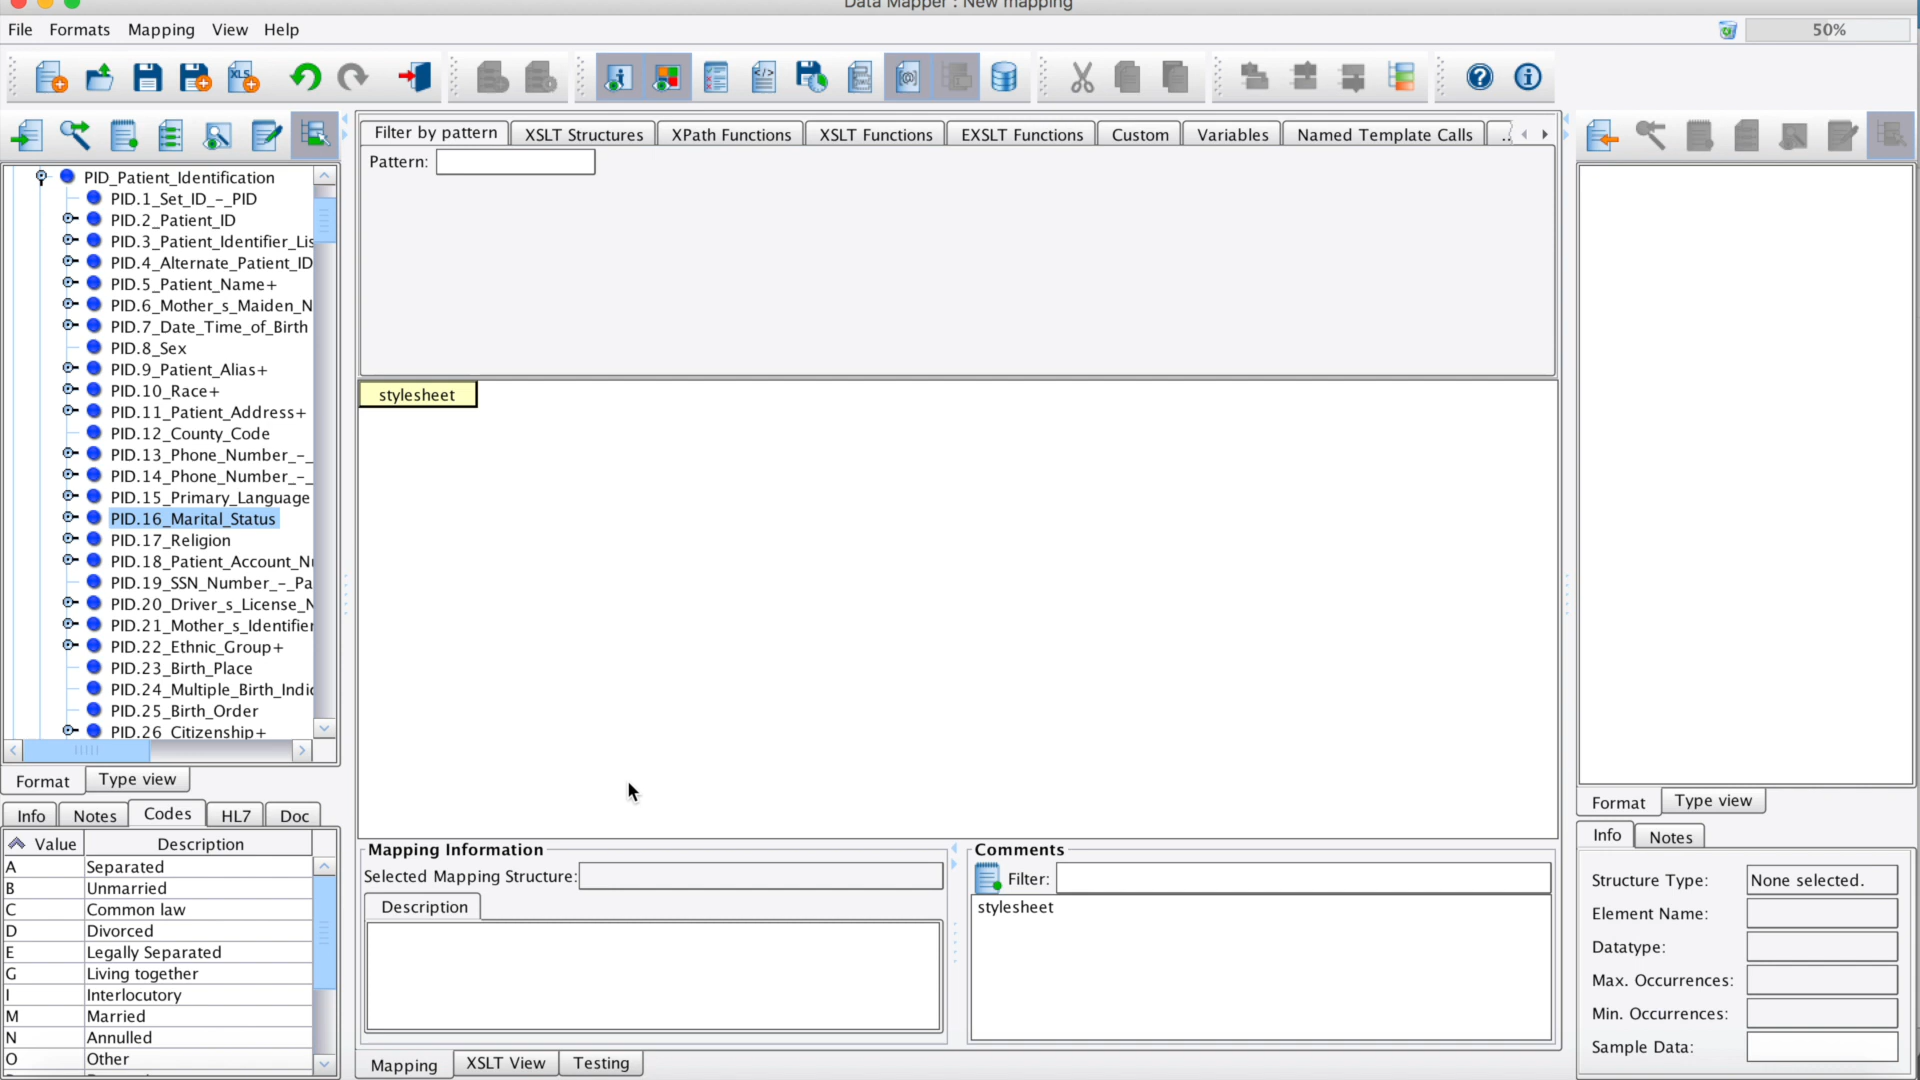 Data Mapper : New mapping
File Formats Mapping View Help
50%
Filter by pattern XSLT Structures XPath Functions XSLT Functions EXSLT Functions Custom Variables Named Template Calls ..
Pattern:
PID_Patient_Identification
PID.1_Set_ID_-_PID
PID.2_Patient_ID
PID.3_Patient_Identifier_Lis
PID.4_Alternate_Patient_ID
PID.5_Patient_Name+
PID.6_Mother_s_Maiden_N
PID.7_Date_Time_of_Birth
PID.8_Sex
PID.9_Patient_Alias+
PID.10_Race+
PID.11_Patient_Address+
PID.12_County_Code
PID.13_Phone_Number_-_
PID.14_Phone_Number_-_
PID.15_Primary_Language
PID.16_Marital_Status
PID.17_Religion
PID.18_Patient_Account_Nu
PID.19_SSN_Number_-_Pa
PID.20_Driver_s_License_N
PID.21_Mother_s_Identifier
PID.22_Ethnic_Group+
PID.23_Birth_Place
PID.24_Multiple_Birth_Indic
PID.25_Birth_Order
PID.26_Citizenship+
Format Type view
Info Notes Codes HL7 Doc
Value Description
A Separated
B Unmarried
C Common law
D Divorced
E Legally Separated
G Living together
I Interlocutory
M Married
N Annulled
O Other
stylesheet
Mapping Information
Selected Mapping Structure:
Description
Comments
Filter:
stylesheet
Mapping XSLT View Testing
Format Type view
Info Notes
Structure Type: None selected.
Element Name:
Datatype:
Max. Occurrences:
Min. Occurrences:
Sample Data: